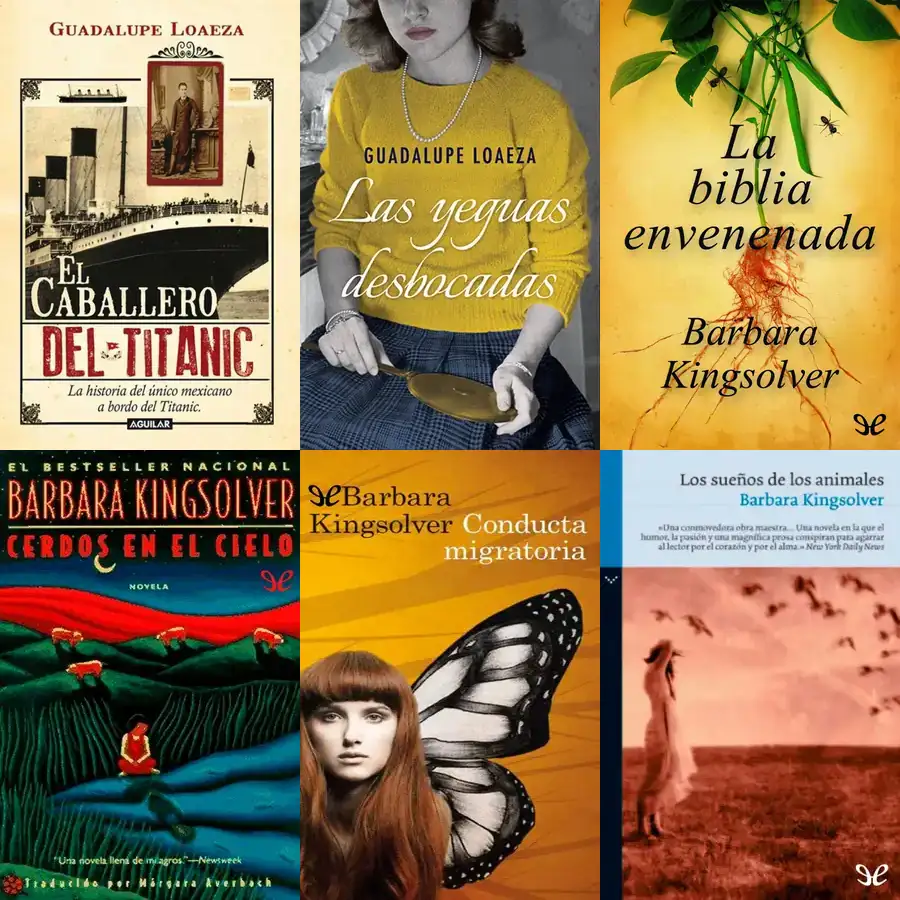 GUADALUPE LOAEZA
EL
CABALLERO
DEL TITANIC
La historia del único mexicano
a bordo del Titanic.
AGUILAR
GUADALUPE LOAEZA
Las yeguas
desbocadas
La
biblia
envenenada
Barbara
Kingsolver
EL BESTSELLER NACIONAL
BARBARA KINGSOLVER
CERDOS EN EL CIELO
NOVELA
"Una novela llena de milagros."—Newsweek
Traducido por Márgara Averbach
Barbara
Kingsolver
Conducta
migratoria
Los sueños de los animales
Barbara Kingsolver
«Una conmovedora obra maestra... Una novela en la que el
humor, la pasión y una magnífica prosa conspiran para agarrar
al lector por el corazón y por el alma.» New York Daily News